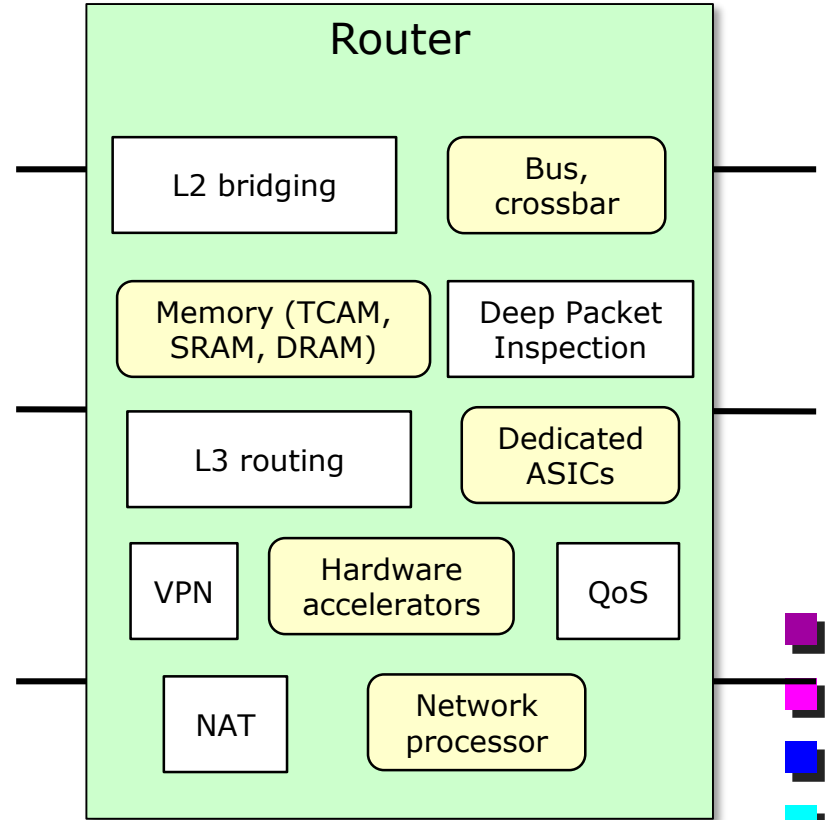 Router
L2 bridging
Bus,
crossbar
Memory (TCAM,
SRAM, DRAM)
Deep Packet
Inspection
L3 routing
Dedicated
ASICs
VPN
Hardware
accelerators
QoS
NAT
Network
processor